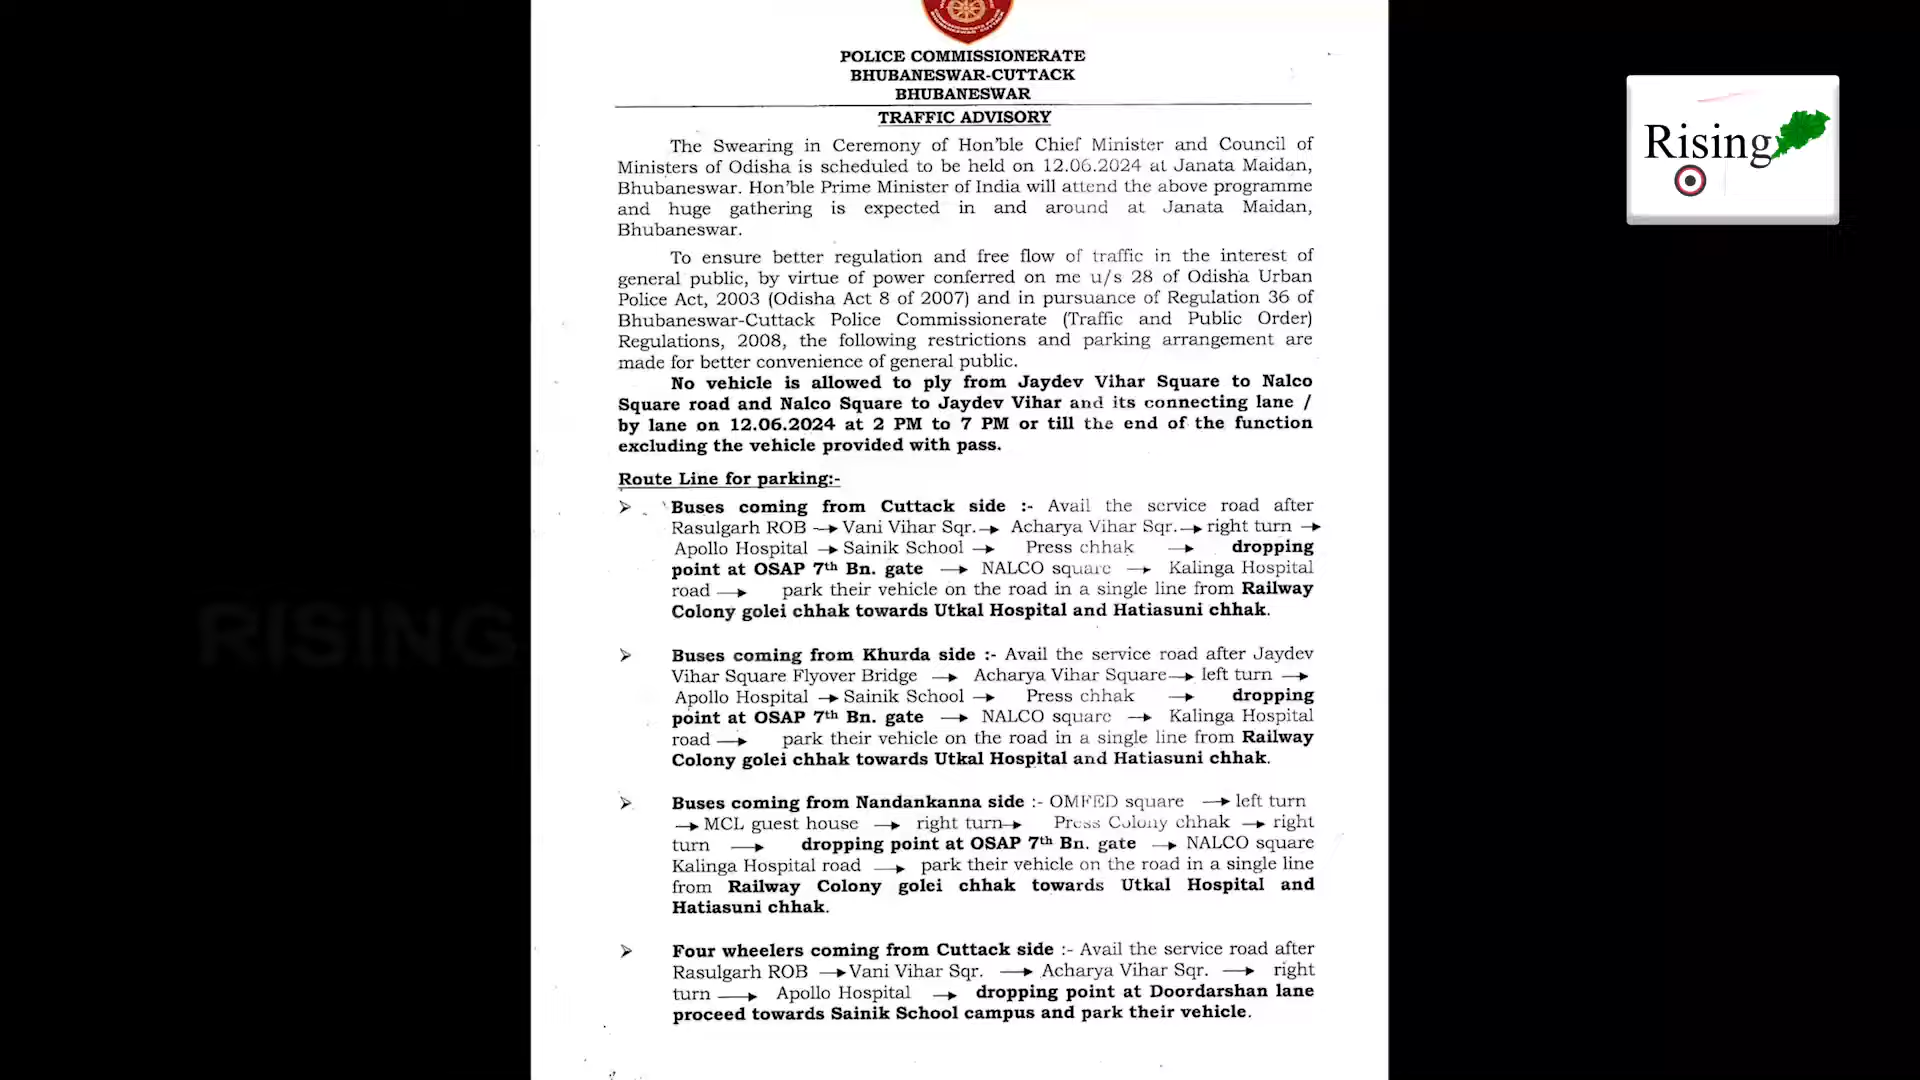 POLICE COMMISSIONERATE
BHUBANESWAR-CUTTACK
BHUBANESWAR
TRAFFIC ADVISORY
The Swearing in Ceremony of Hon'ble Chief Minister and Council of
Ministers of Odisha is scheduled to be held on 12.06.2024 at Janata Maidan,
Bhubaneswar. Hon'ble Prime Minister of India will attend the above programme
and huge gathering is expected in and around at Janata Maidan,
Bhubaneswar.
To ensure better regulation and free flow of traffic in the interest of
general public, by virtue of power conferred on me u/s 28 of Odisha Urban
Police Act, 2003 (Odisha Act 8 of 2007) and in pursuance of Regulation 36 of
Bhubaneswar-Cuttack Police Commissionerate (Traffic and Public Order)
Regulations, 2008, the following restrictions and parking arrangement are
made for better convenience of general public.
No vehicle is allowed to ply from Jaydev Vihar Square to Nalco
Square road and Nalco Square to Jaydev Vihar and its connecting lane /
by lane on 12.06.2024 at 2 PM to 7 PM or till the end of the function
excluding the vehicle provided with pass.
Route Line for parking:-
➢ Buses coming from Cuttack side :- Avail the service road after
Rasulgarh ROB → Vani Vihar Sqr. → Acharya Vihar Sqr. → right turn →
Apollo Hospital → Sainik School → Press chhak → dropping
point at OSAP 7th Bn. gate → NALCO square → Kalinga Hospital
road → park their vehicle on the road in a single line from Railway
Colony golei chhak towards Utkal Hospital and Hatiasuni chhak.
➢ Buses coming from Khurda side :- Avail the service road after Jaydev
Vihar Square Flyover Bridge → Acharya Vihar Square → left turn →
Apollo Hospital → Sainik School → Press chhak → dropping
point at OSAP 7th Bn. gate → NALCO square → Kalinga Hospital
road → park their vehicle on the road in a single line from Railway
Colony golei chhak towards Utkal Hospital and Hatiasuni chhak.
➢ Buses coming from Nandankanna side :- OMFED square → left turn
→ MCL guest house → right turn → Press Colony chhak → right
turn → dropping point at OSAP 7th Bn. gate → NALCO square
Kalinga Hospital road → park their vehicle on the road in a single line
from Railway Colony golei chhak towards Utkal Hospital and
Hatiasuni chhak.
➢ Four wheelers coming from Cuttack side :- Avail the service road after
Rasulgarh ROB → Vani Vihar Sqr. → Acharya Vihar Sqr. → right
turn → Apollo Hospital → dropping point at Doordarshan lane
proceed towards Sainik School campus and park their vehicle.
Rising
RISING